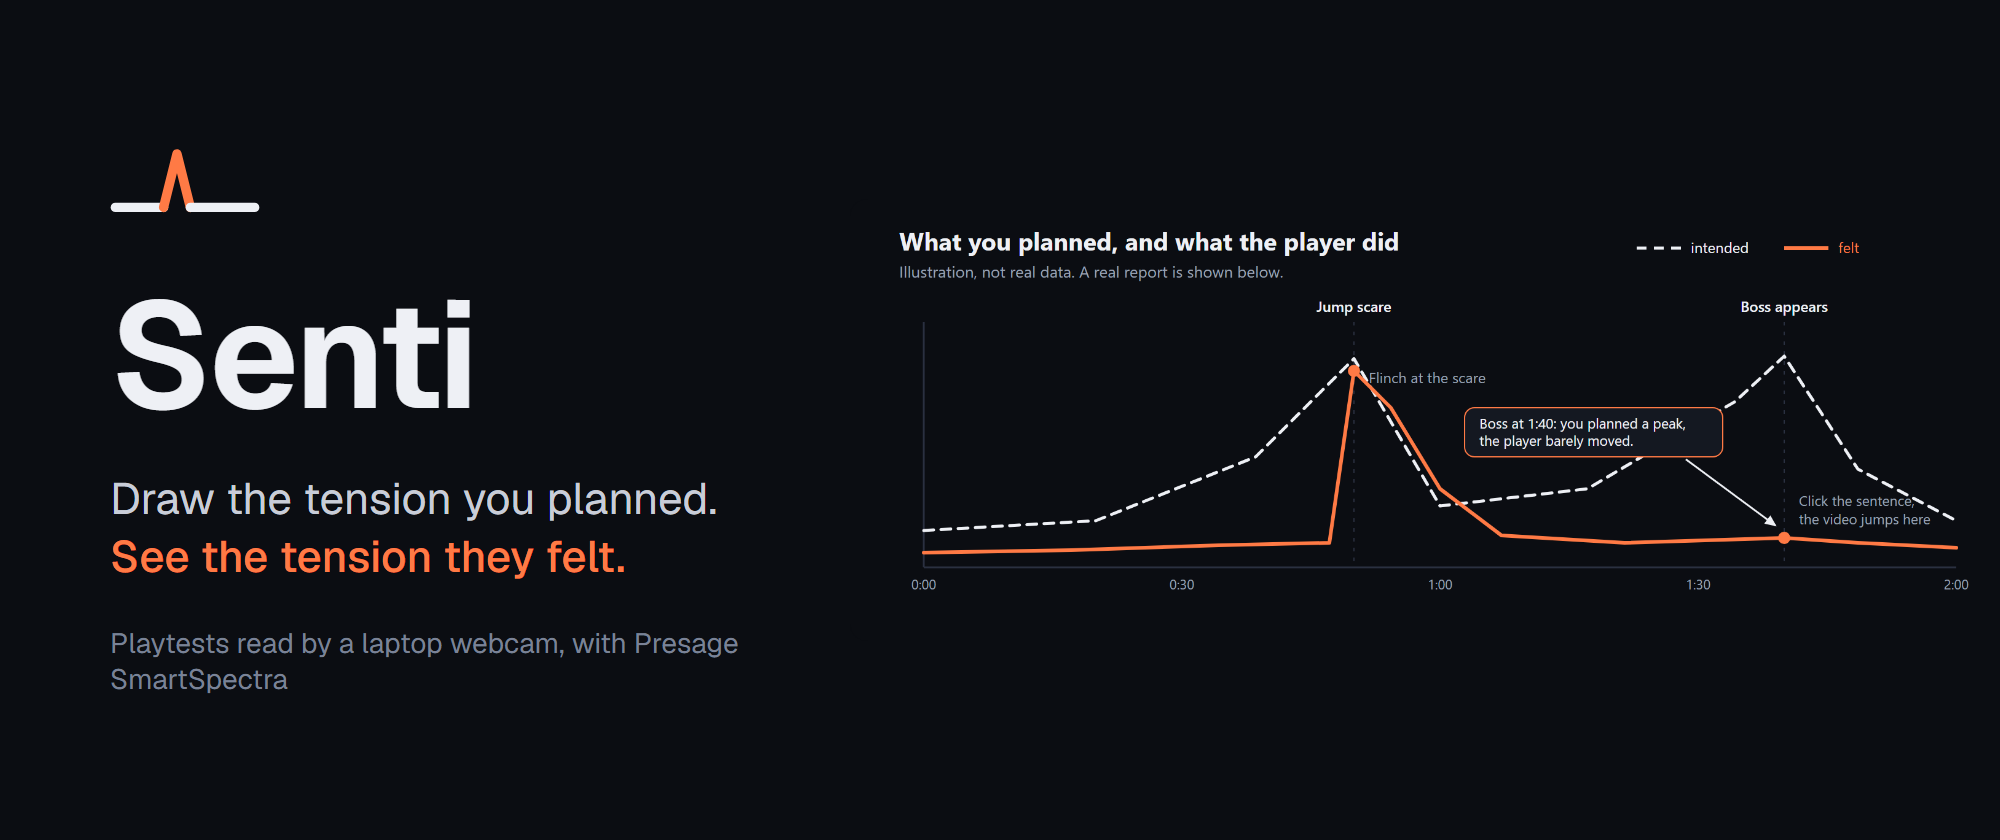 Senti
Draw the tension you planned.
See the tension they felt.
Playtests read by a laptop webcam, with Presage
SmartSpectra
What you planned, and what the player did
Illustration, not real data. A real report is shown below.
intended
felt
Jump scare
Boss appears
Flinch at the scare
Boss at 1:40: you planned a peak,
the player barely moved.
Click the sentence,
the video jumps here
0:00
0:30
1:00
1:30
2:00